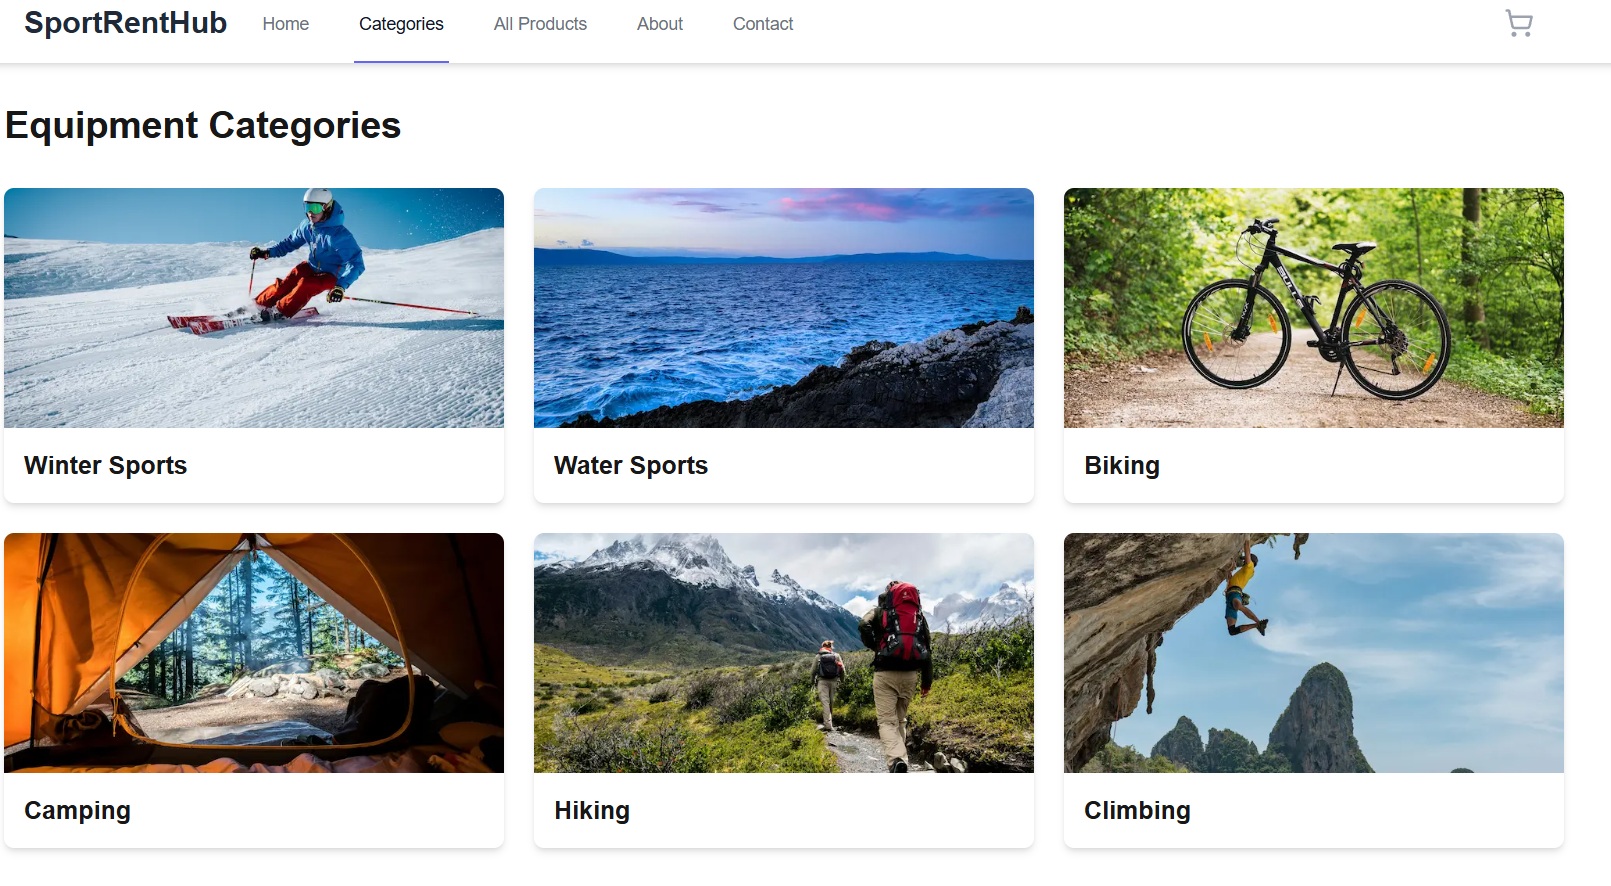 SportRentHub Home Categories All Products About Contact
Equipment Categories
Winter Sports
Water Sports
Biking
Camping
Hiking
Climbing